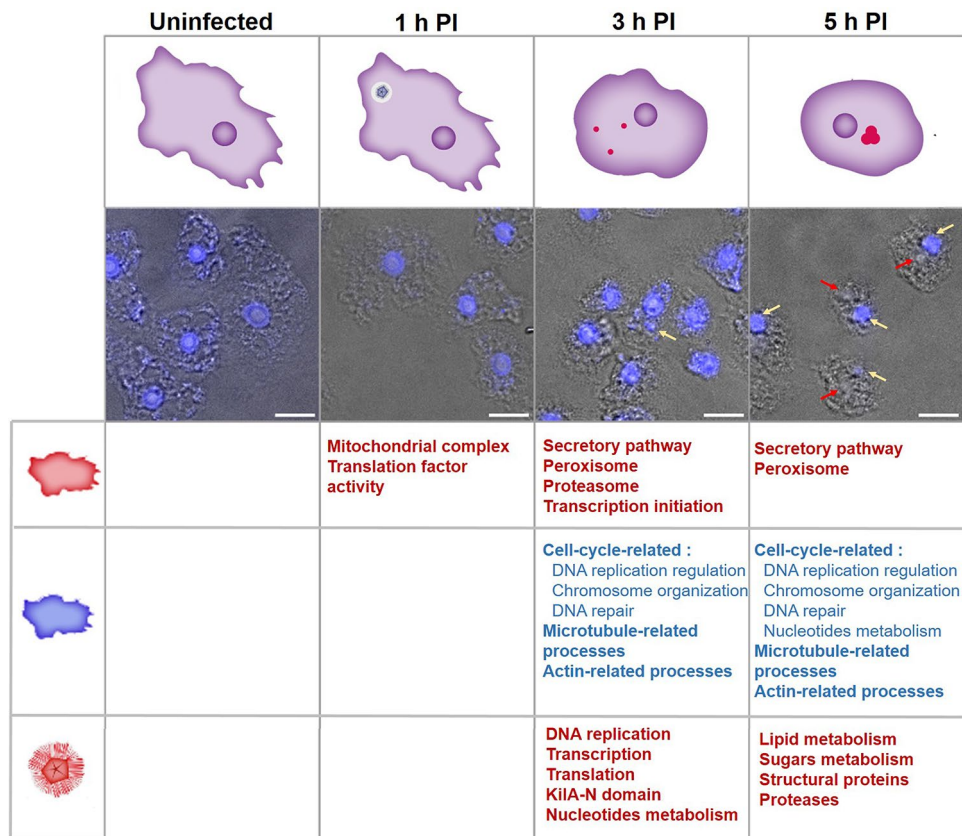 Uninfected
1 h PI
3 h PI
5 h PI
Mitochondrial complex
Translation factor
activity
Secretory pathway
Peroxisome
Proteasome
Transcription initiation
Secretory pathway
Peroxisome
Cell-cycle-related :
DNA replication regulation
Chromosome organization
DNA repair
Microtubule-related
processes
Actin-related processes
Cell-cycle-related :
DNA replication regulation
Chromosome organization
DNA repair
Nucleotides metabolism
Microtubule-related
processes
Actin-related processes
DNA replication
Transcription
Translation
KilA-N domain
Nucleotides metabolism
Lipid metabolism
Sugars metabolism
Structural proteins
Proteases